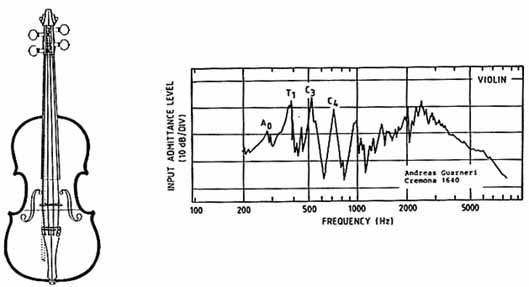 VIOLIN
T1
C3
C4
A0
INPUT ADMITTANCE LEVEL
(10 dB/DIV)
Andreas Guarneri
Cremona 1640
100 200 500 1000 2000 5000
FREQUENCY (Hz)